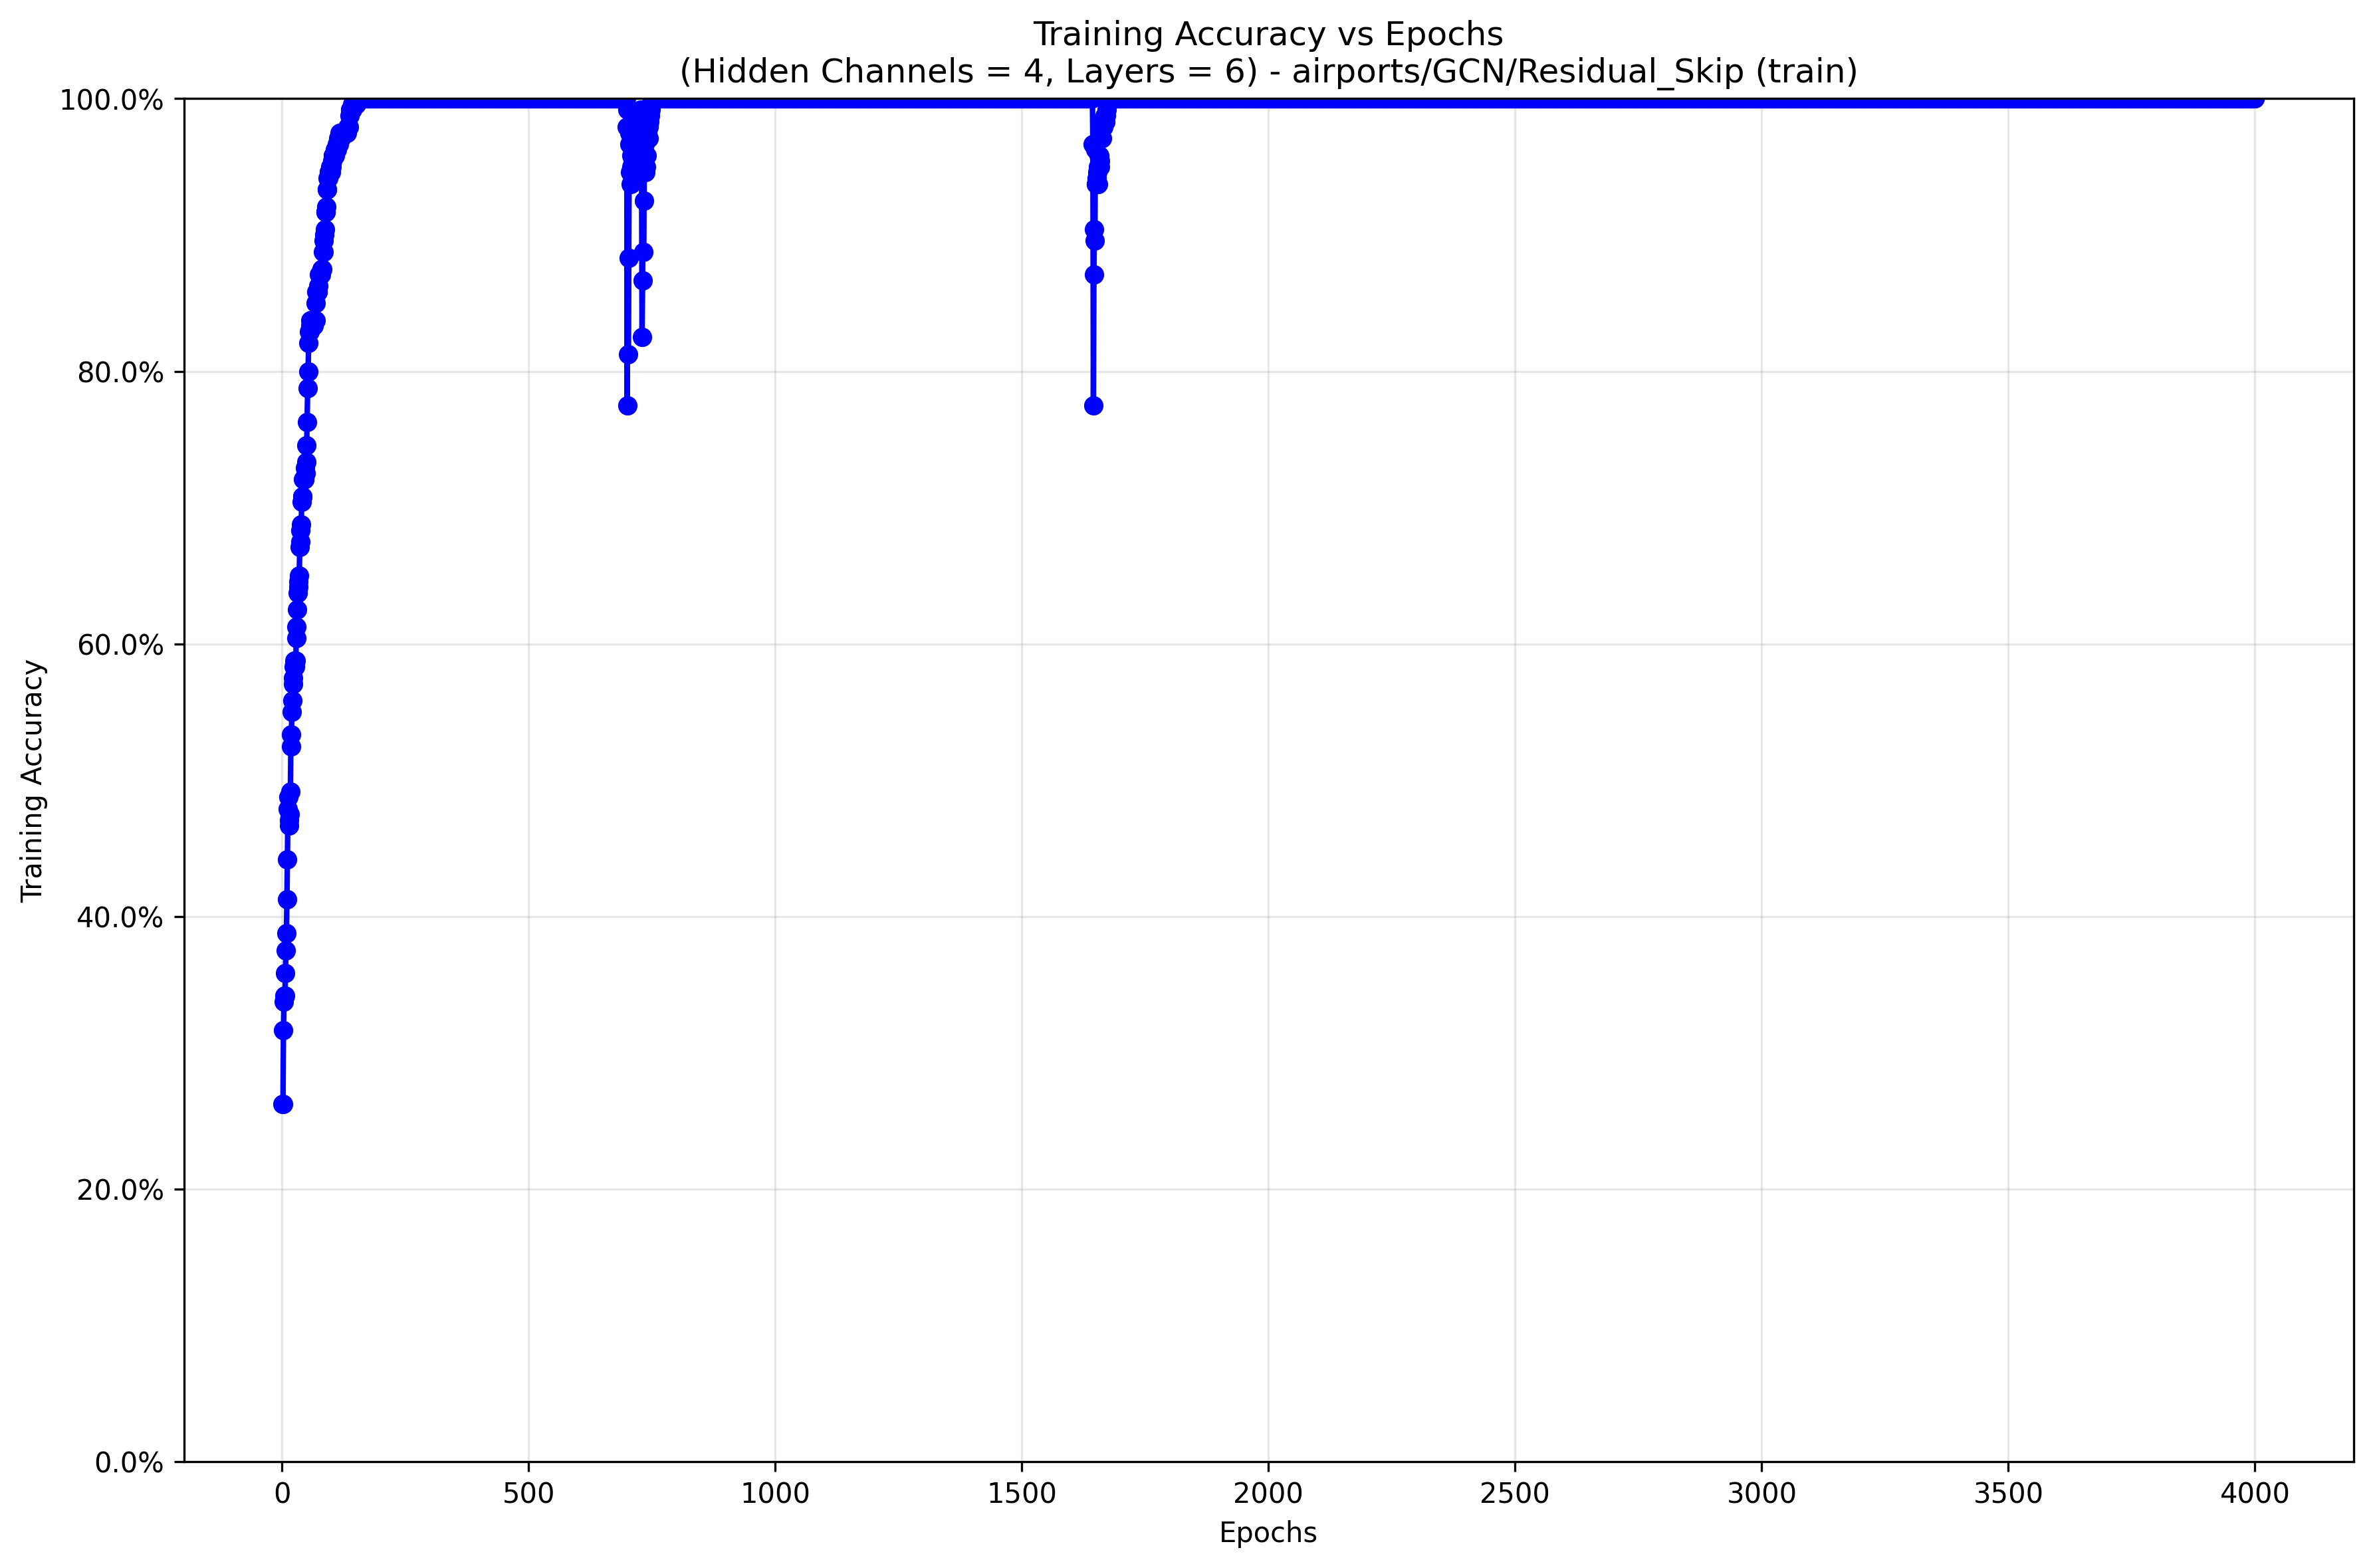 Training Accuracy vs Epochs
(Hidden Channels = 4, Layers = 6) - airports/GCN/Residual_Skip (train)
Training Accuracy
100.0%
80.0%
60.0%
40.0%
20.0%
0.0%
0 500 1000 1500 2000 2500 3000 3500 4000
Epochs